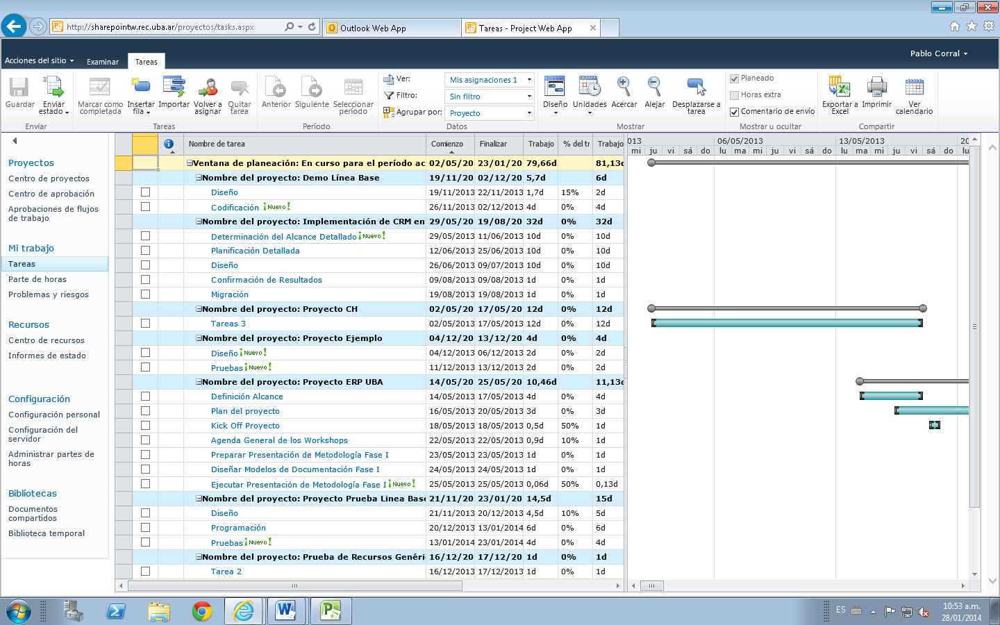 http://sharepointw.rec.uba.ar/proyectos/tasks.aspx
Outlook Web App
Tareas - Project Web App
Acciones del sitio
Examinar
Tareas
Pablo Corral
Guardar
Enviar estado
Marcar como completada
Insertar fila
Importar
Volver a asignar
Quitar tarea
Anterior
Siguiente
Seleccionar período
Ver: Mis asignaciones 1
Filtro: Sin filtro
Agrupar por: Proyecto
Diseño
Unidades
Acercar
Alejar
Desplazarse a tarea
Planeado
Horas extra
Comentario de envío
Exportar a Excel
Imprimir
Ver calendario
Enviar
Tareas
Período
Datos
Mostrar
Mostrar u ocultar
Compartir
Proyectos
Centro de proyectos
Centro de aprobación
Aprobaciones de flujos
de trabajo
Mi trabajo
Tareas
Parte de horas
Problemas y riesgos
Recursos
Centro de recursos
Informes de estado
Configuración
Configuración personal
Configuración del
servidor
Administrar partes de
horas
Bibliotecas
Documentos
compartidos
Biblioteca temporal
Nombre de tarea Comienzo Finalizar Trabajo % del tr Trabajo
Ventana de planeación: En curso para el período ac 02/05/20 23/01/20 79,66d 81,13d
Nombre del proyecto: Demo Línea Base 19/11/20 02/12/20 5,7d 6d
Diseño 19/11/2013 22/11/2013 1,7d 15% 2d
Codificación ¡Nuevo! 26/11/2013 02/12/2013 4d 0% 4d
Nombre del proyecto: Implementación de CRM en 29/05/20 19/08/20 32d 0% 32d
Determinación del Alcance Detallado ¡Nuevo! 29/05/2013 11/06/2013 10d 0% 10d
Planificación Detallada 12/06/2013 25/06/2013 10d 0% 10d
Diseño 26/06/2013 09/07/2013 10d 0% 10d
Confirmación de Resultados 09/08/2013 09/08/2013 1d 0% 1d
Migración 19/08/2013 19/08/2013 1d 0% 1d
Nombre del proyecto: Proyecto CH 02/05/20 17/05/20 12d 0% 12d
Tareas 3 02/05/2013 17/05/2013 12d 0% 12d
Nombre del proyecto: Proyecto Ejemplo 04/12/20 13/12/20 4d 0% 4d
Diseño ¡Nuevo! 04/12/2013 06/12/2013 2d 0% 2d
Pruebas ¡Nuevo! 11/12/2013 13/12/2013 2d 0% 2d
Nombre del proyecto: Proyecto ERP UBA 14/05/20 25/05/20 10,46d 11,13d
Definición Alcance 14/05/2013 17/05/2013 4d 0% 4d
Plan del proyecto 16/05/2013 20/05/2013 3d 0% 3d
Kick Off Proyecto 18/05/2013 18/05/2013 0,5d 50% 1d
Agenda General de los Workshops 22/05/2013 22/05/2013 0,9d 10% 1d
Preparar Presentación de Metodología Fase I 23/05/2013 23/05/2013 1d 0% 1d
Diseñar Modelos de Documentación Fase I 24/05/2013 24/05/2013 1d 0% 1d
Ejecutar Presentación de Metodología Fase I ¡Nuevo! 25/05/2013 25/05/2013 0,06d 50% 0,13d
Nombre del proyecto: Proyecto Prueba Linea Base 21/11/20 23/01/20 14,5d 15d
Diseño 21/11/2013 20/12/2013 4,5d 10% 5d
Programación 20/12/2013 13/01/2014 6d 0% 6d
Pruebas ¡Nuevo! 13/01/2014 23/01/2014 4d 0% 4d
Nombre del proyecto: Prueba de Recursos Genéri 16/12/20 17/12/20 1d 0% 1d
Tarea 2 16/12/2013 17/12/2013 1d 0% 1d
013 06/05/2013 13/05/2013 20
mi ju vi sá do lu ma mi ju vi sá do lu ma mi ju vi sá do lu
ES
10:53 a.m.
28/01/2014